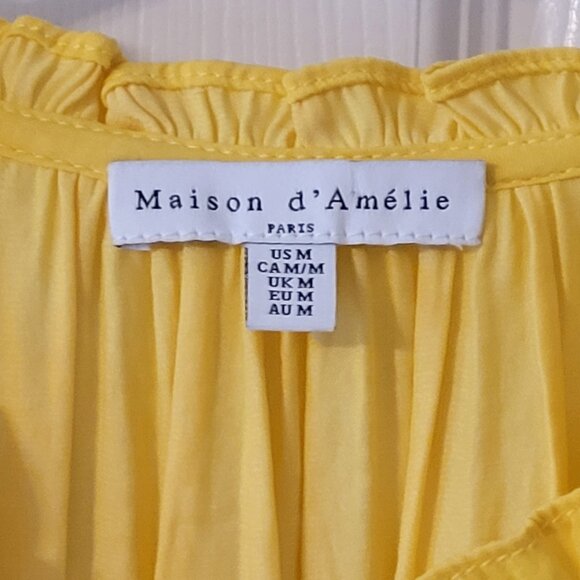 Maison d'Amélie
PARIS
US M
CA M/M
UK M
EU M
AU M